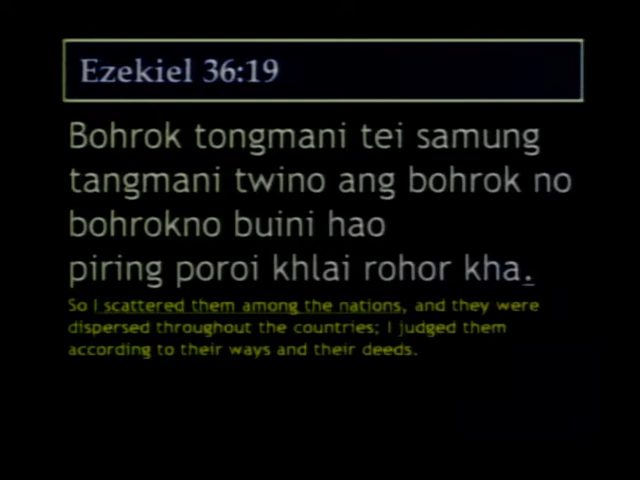 Ezekiel 36:19
Bohrok tongmani tei samung
tangmani twino ang bohrok no
bohrokno buini hao
piring poroi khlai rohor kha.
So I scattered them among the nations, and they were
dispersed throughout the countries; I judged them
according to their ways and their deeds.